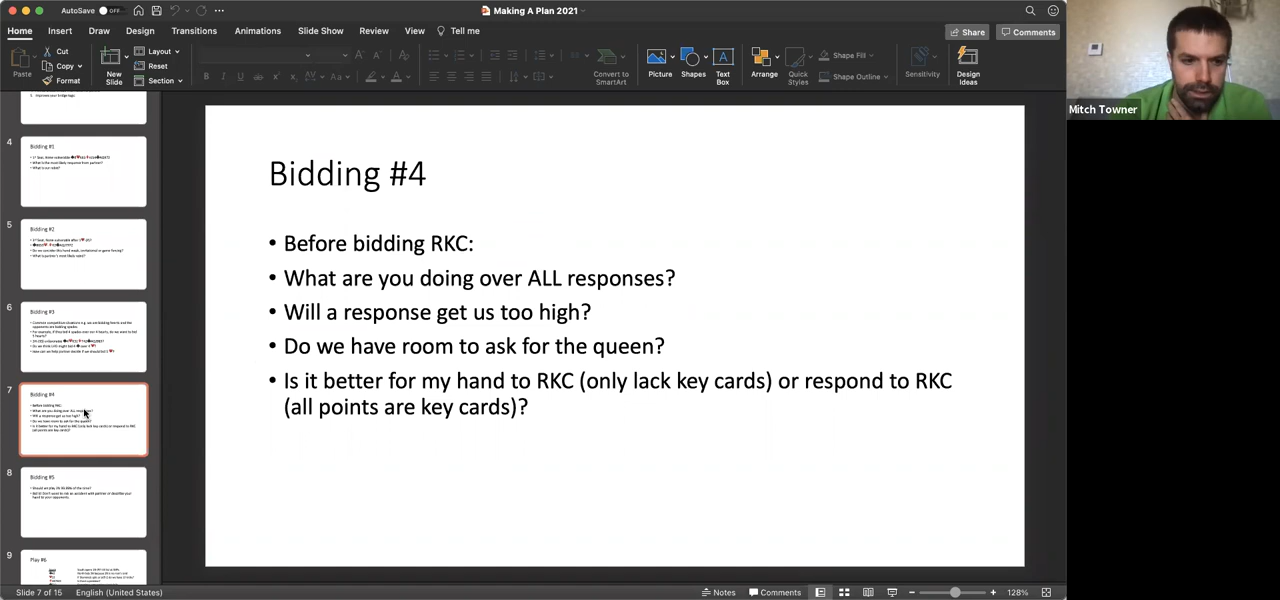 AutoSave OFF
Making A Plan 2021
Home Insert Draw Design Transitions Animations Slide Show Review View Tell me Share Comments
Paste Cut Copy Format New Slide Layout Reset Section Convert to SmartArt Picture Shapes Text Box Arrange Quick Styles Shape Fill Shape Outline Sensitivity Design Ideas
Mitch Towner
4
Bidding #1
5
Bidding #2
6
Bidding #3
7
Bidding #4
8
Bidding #5
9
Play #6
Bidding #4
• Before bidding RKC:
• What are you doing over ALL responses?
• Will a response get us too high?
• Do we have room to ask for the queen?
• Is it better for my hand to RKC (only lack key cards) or respond to RKC
(all points are key cards)?
Slide 7 of 15 English (United States) Notes Comments 128%